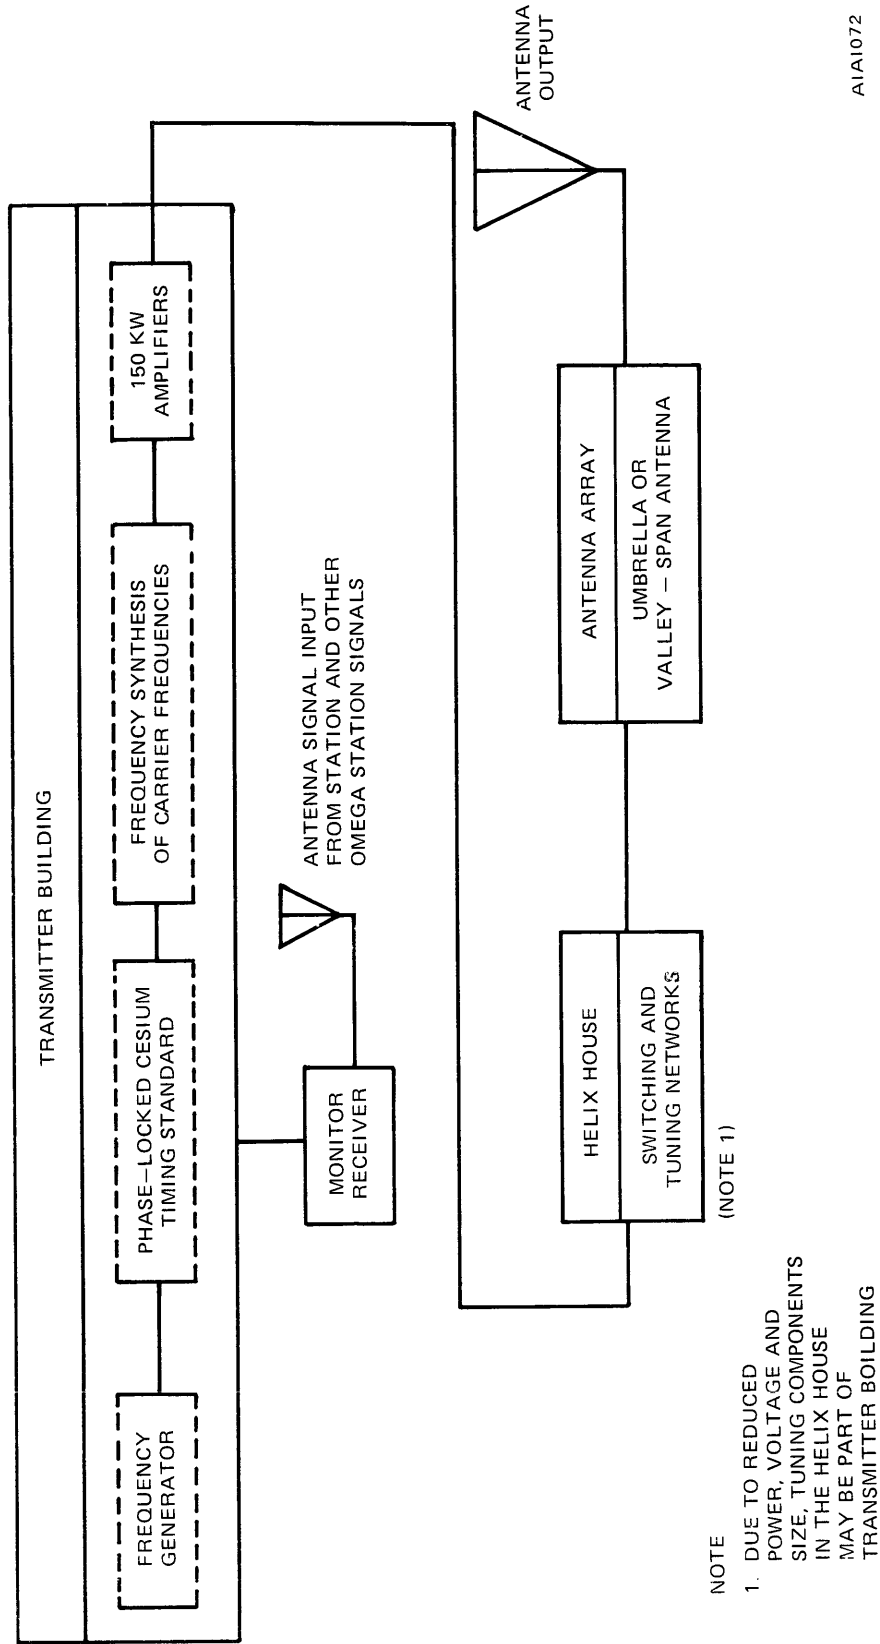 TRANSMITTER BUILDING
FREQUENCY
GENERATOR
PHASE–LOCKED CESIUM
TIMING STANDARD
FREQUENCY SYNTHESIS
OF CARRIER FREQUENCIES
150 KW
AMPLIFIERS
MONITOR
RECEIVER
ANTENNA SIGNAL INPUT
FROM STATION AND OTHER
OMEGA STATION SIGNALS
HELIX HOUSE
SWITCHING AND
TUNING NETWORKS
(NOTE 1)
ANTENNA ARRAY
UMBRELLA OR
VALLEY – SPAN ANTENNA
ANTENNA
OUTPUT
NOTE
1. DUE TO REDUCED
POWER, VOLTAGE AND
SIZE, TUNING COMPONENTS
IN THE HELIX HOUSE
MAY BE PART OF
TRANSMITTER BOILDING
A1A1072